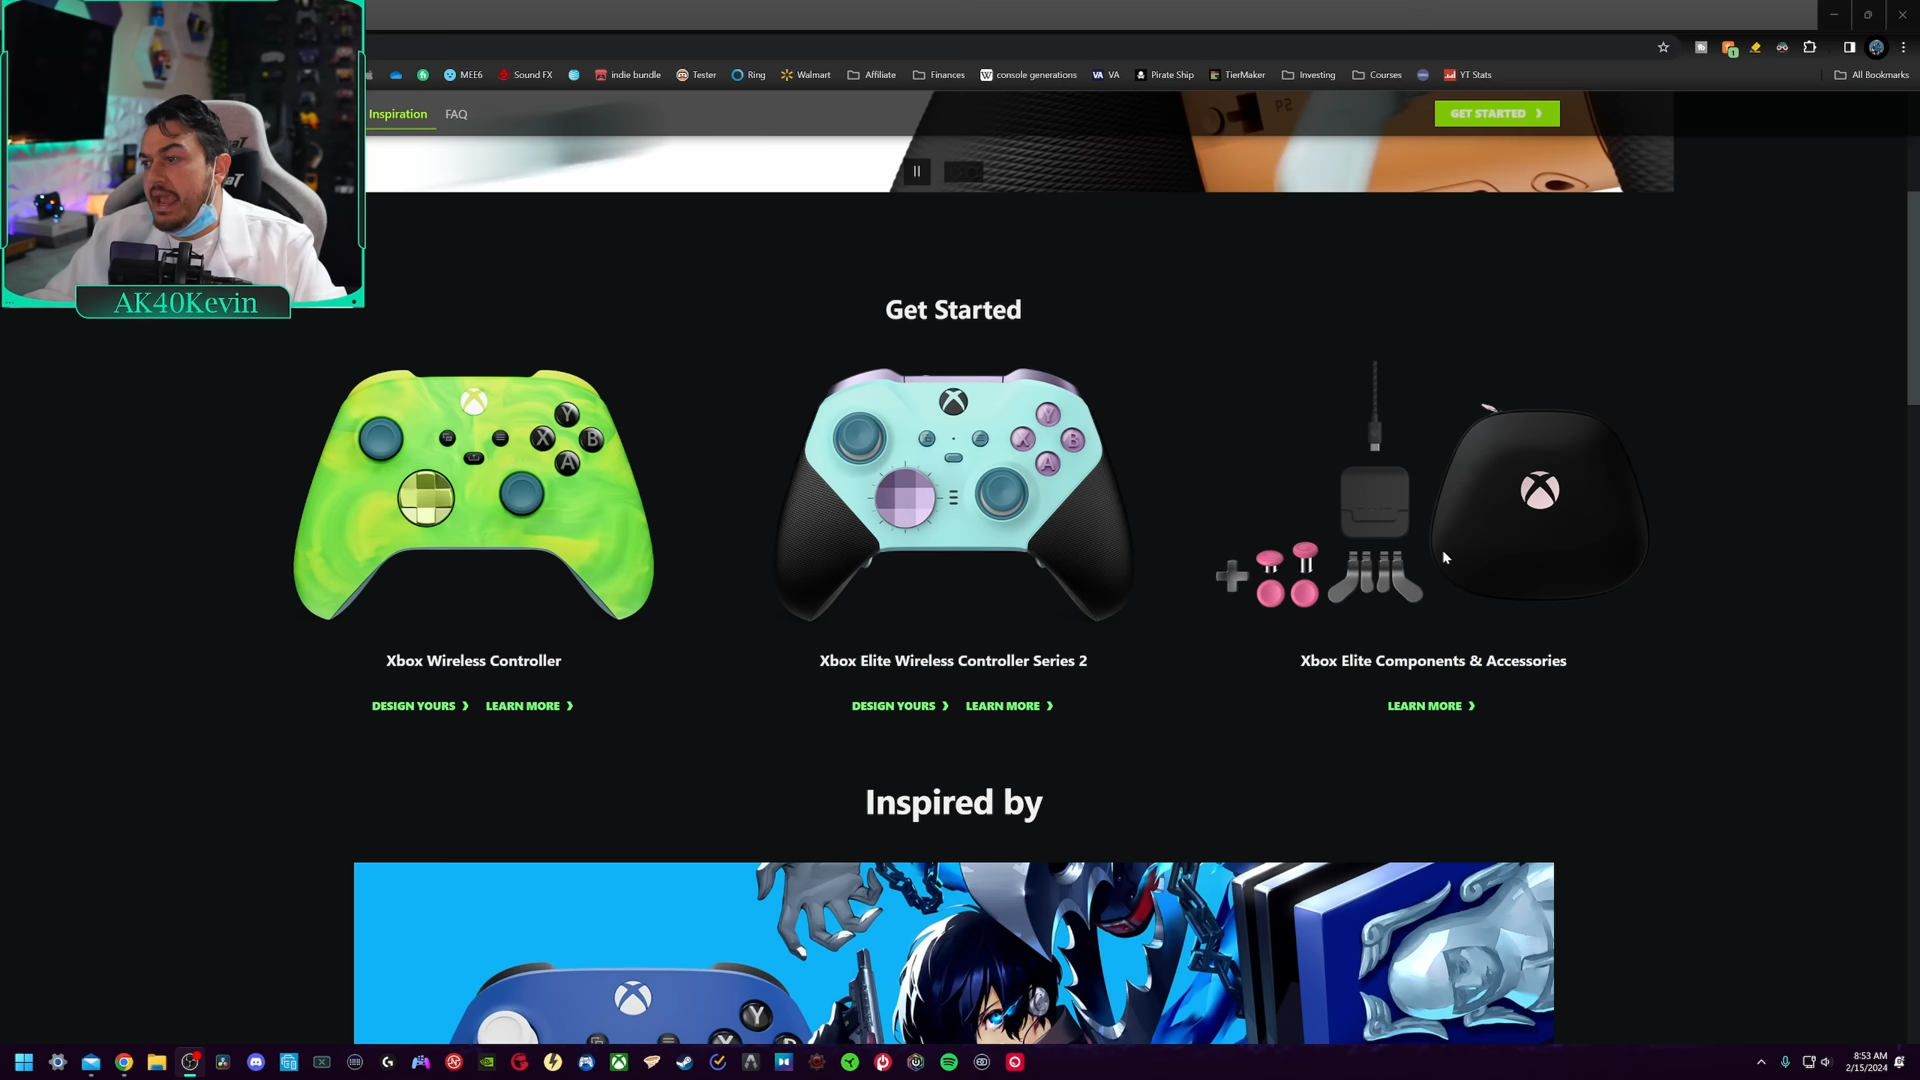 MEE6
Sound FX
indie bundle
Tester
Ring
Walmart
Affiliate
Finances
W console generations
VA VA
Pirate Ship
TierMaker
Investing
Courses
YT Stats
All Bookmarks
Inspiration
FAQ
GET STARTED
P2
AK40Kevin
Get Started
Y
X B
A
Y
X B
A
Xbox Wireless Controller
Xbox Elite Wireless Controller Series 2
Xbox Elite Components & Accessories
DESIGN YOURS
LEARN MORE
DESIGN YOURS
LEARN MORE
LEARN MORE
Inspired by
Y
8:53 AM
2/15/2024